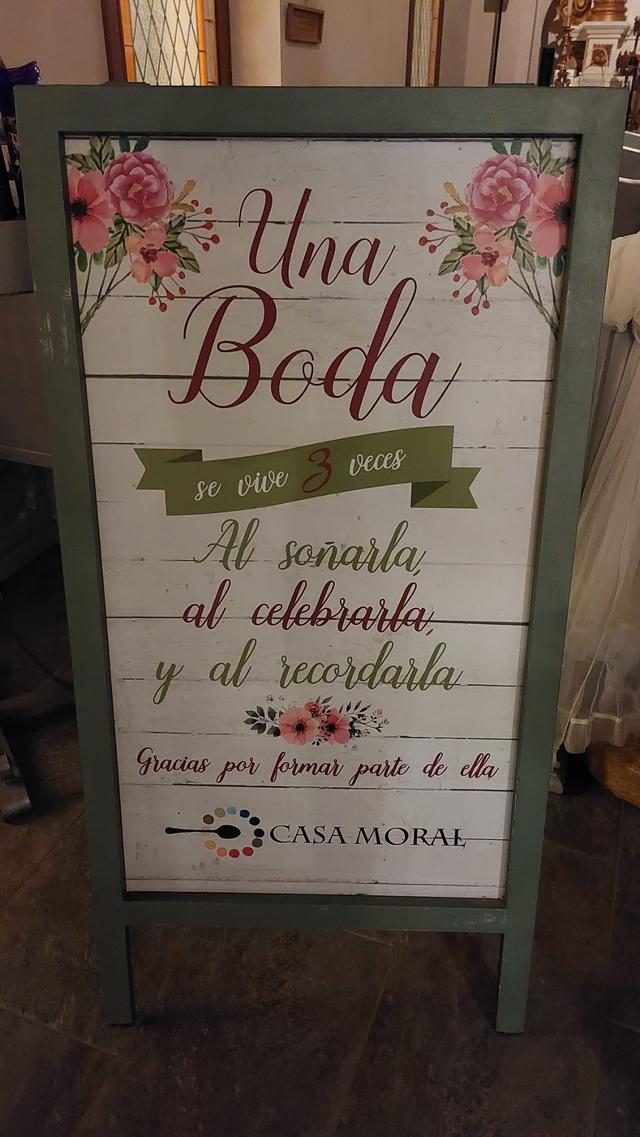 Una
Boda
se vive 3 veces
Al soñarla,
al celebrarla,
y al recordarla
Gracias por formar parte de ella
CASA MORAL